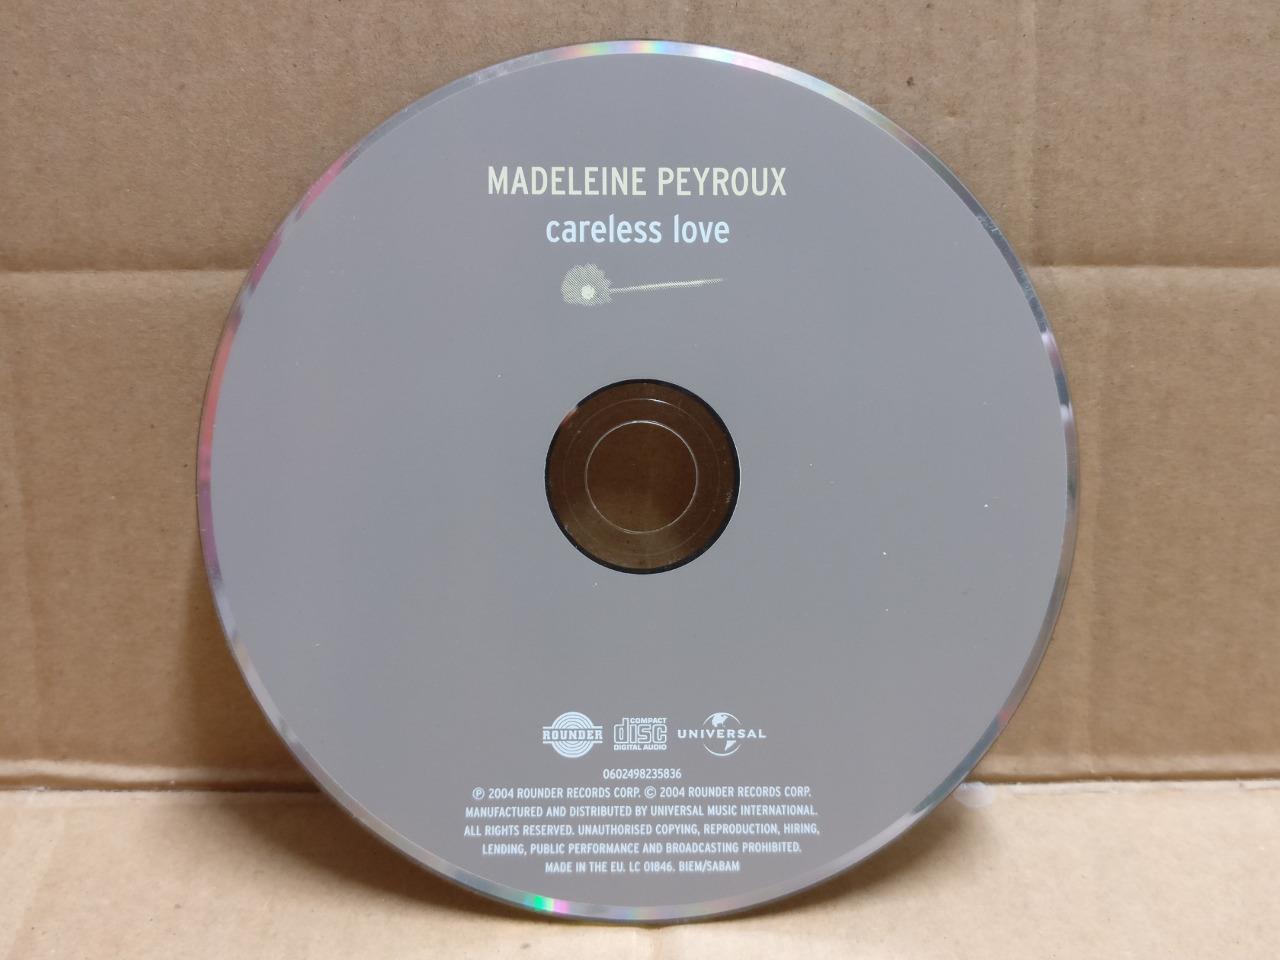 MADELEINE PEYROUX
careless love
ROUNDER
COMPACT
disc
DIGITAL AUDIO
UNIVERSAL
0602498235836
℗ 2004 ROUNDER RECORDS CORP. © 2004 ROUNDER RECORDS CORP.
MANUFACTURED AND DISTRIBUTED BY UNIVERSAL MUSIC INTERNATIONAL.
ALL RIGHTS RESERVED. UNAUTHORISED COPYING, REPRODUCTION, HIRING,
LENDING, PUBLIC PERFORMANCE AND BROADCASTING PROHIBITED.
MADE IN THE EU. LC 01846. BIEM/SABAM